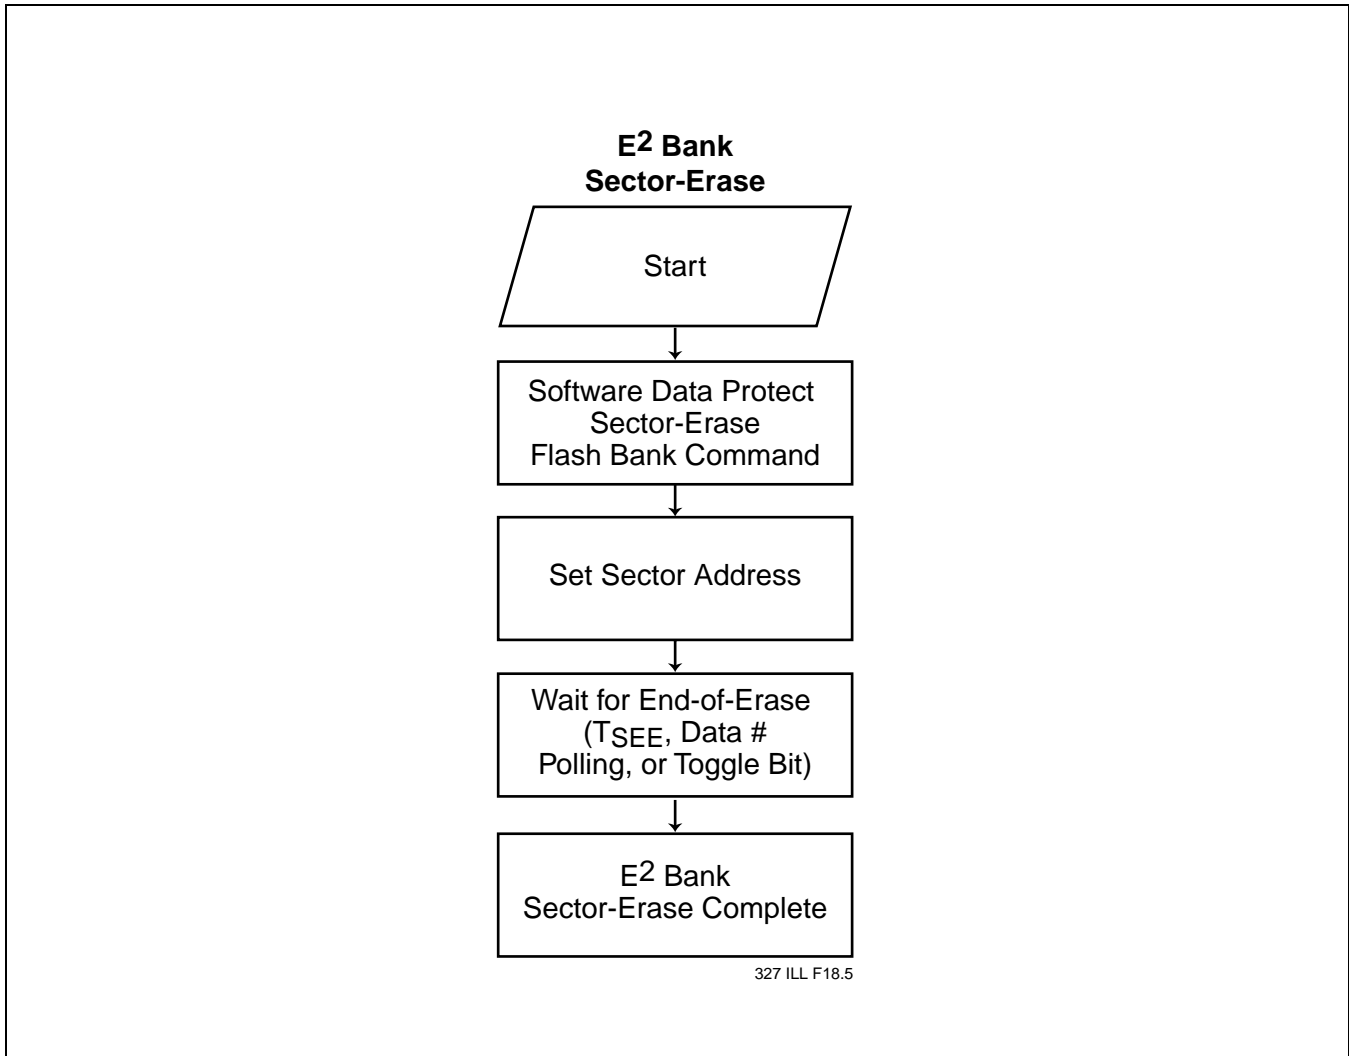 E2 Bank
Sector-Erase
Start
Software Data Protect
Sector-Erase
Flash Bank Command
Set Sector Address
Wait for End-of-Erase
(TSEE, Data #
Polling, or Toggle Bit)
E2 Bank
Sector-Erase Complete
327 ILL F18.5